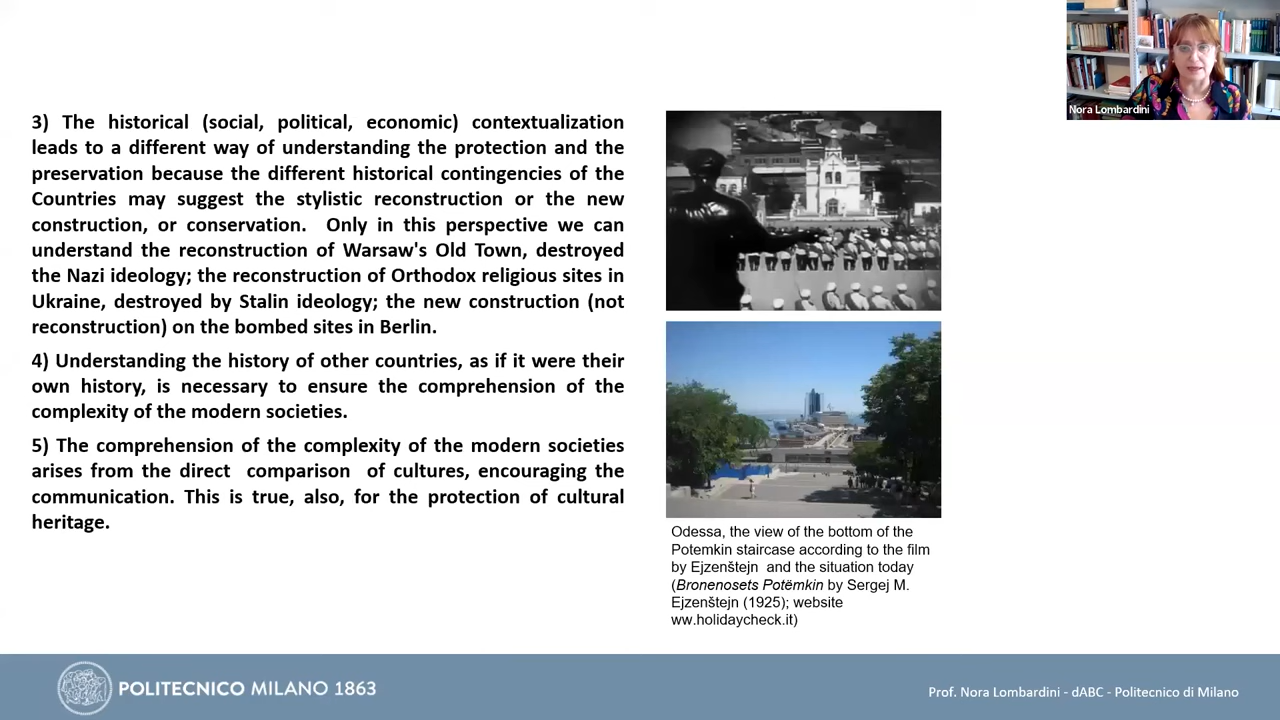 Nora Lombardini
3) The historical (social, political, economic) contextualization
leads to a different way of understanding the protection and the
preservation because the different historical contingencies of the
Countries may suggest the stylistic reconstruction or the new
construction, or conservation. Only in this perspective we can
understand the reconstruction of Warsaw's Old Town, destroyed
the Nazi ideology; the reconstruction of Orthodox religious sites in
Ukraine, destroyed by Stalin ideology; the new construction (not
reconstruction) on the bombed sites in Berlin.
4) Understanding the history of other countries, as if it were their
own history, is necessary to ensure the comprehension of the
complexity of the modern societies.
5) The comprehension of the complexity of the modern societies
arises from the direct comparison of cultures, encouraging the
communication. This is true, also, for the protection of cultural
heritage.
Odessa, the view of the bottom of the
Potemkin staircase according to the film
by Ejzenštejn and the situation today
(Bronenosets Potëmkin by Sergej M.
Ejzenštejn (1925); website
ww.holidaycheck.it)
POLITECNICO MILANO 1863
Prof. Nora Lombardini - dABC - Politecnico di Milano